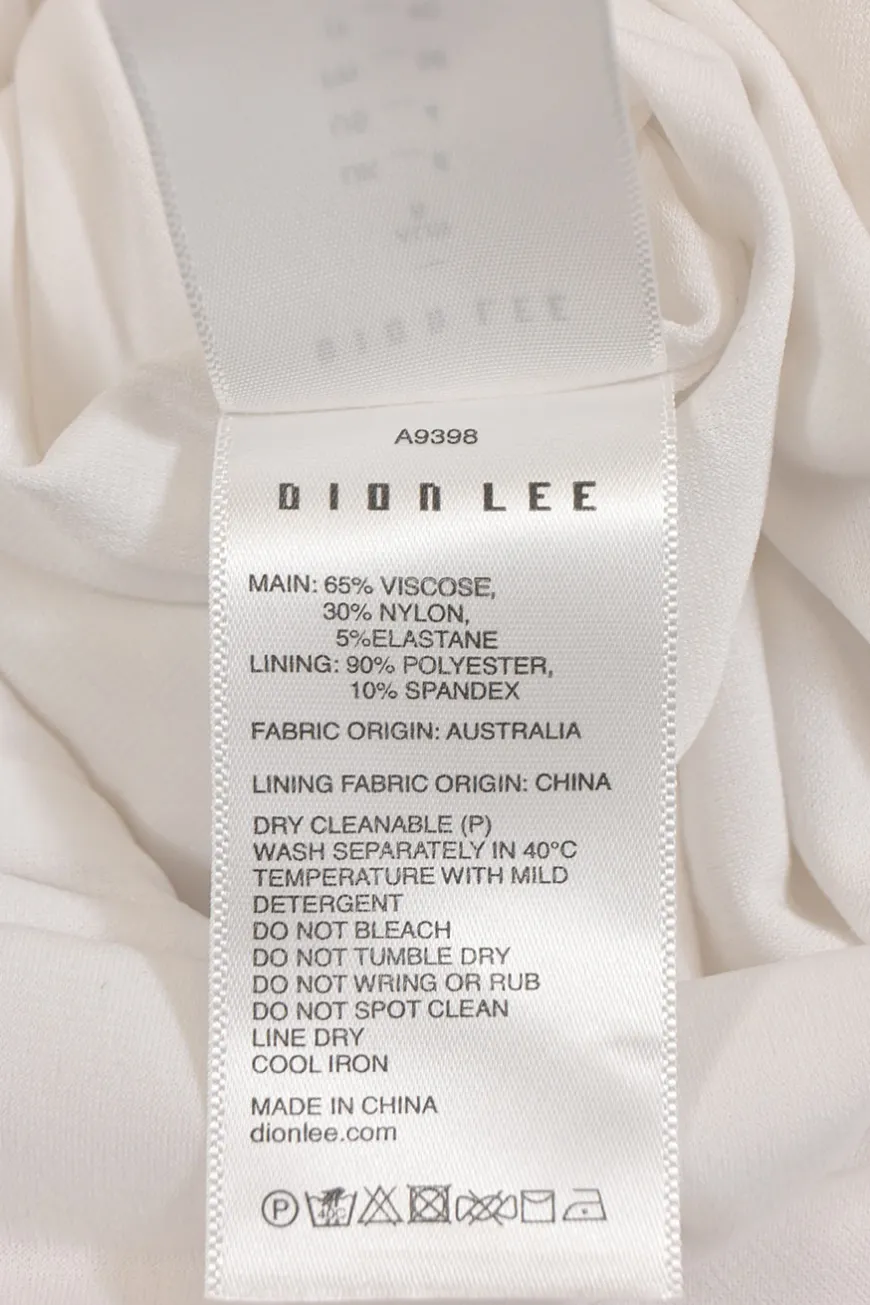 A9398
DION LEE
MAIN: 65% VISCOSE,
30% NYLON,
5%ELASTANE
LINING: 90% POLYESTER,
10% SPANDEX
FABRIC ORIGIN: AUSTRALIA
LINING FABRIC ORIGIN: CHINA
DRY CLEANABLE (P)
WASH SEPARATELY IN 40°C
TEMPERATURE WITH MILD
DETERGENT
DO NOT BLEACH
DO NOT TUMBLE DRY
DO NOT WRING OR RUB
DO NOT SPOT CLEAN
LINE DRY
COOL IRON
MADE IN CHINA
dionlee.com
P 40C